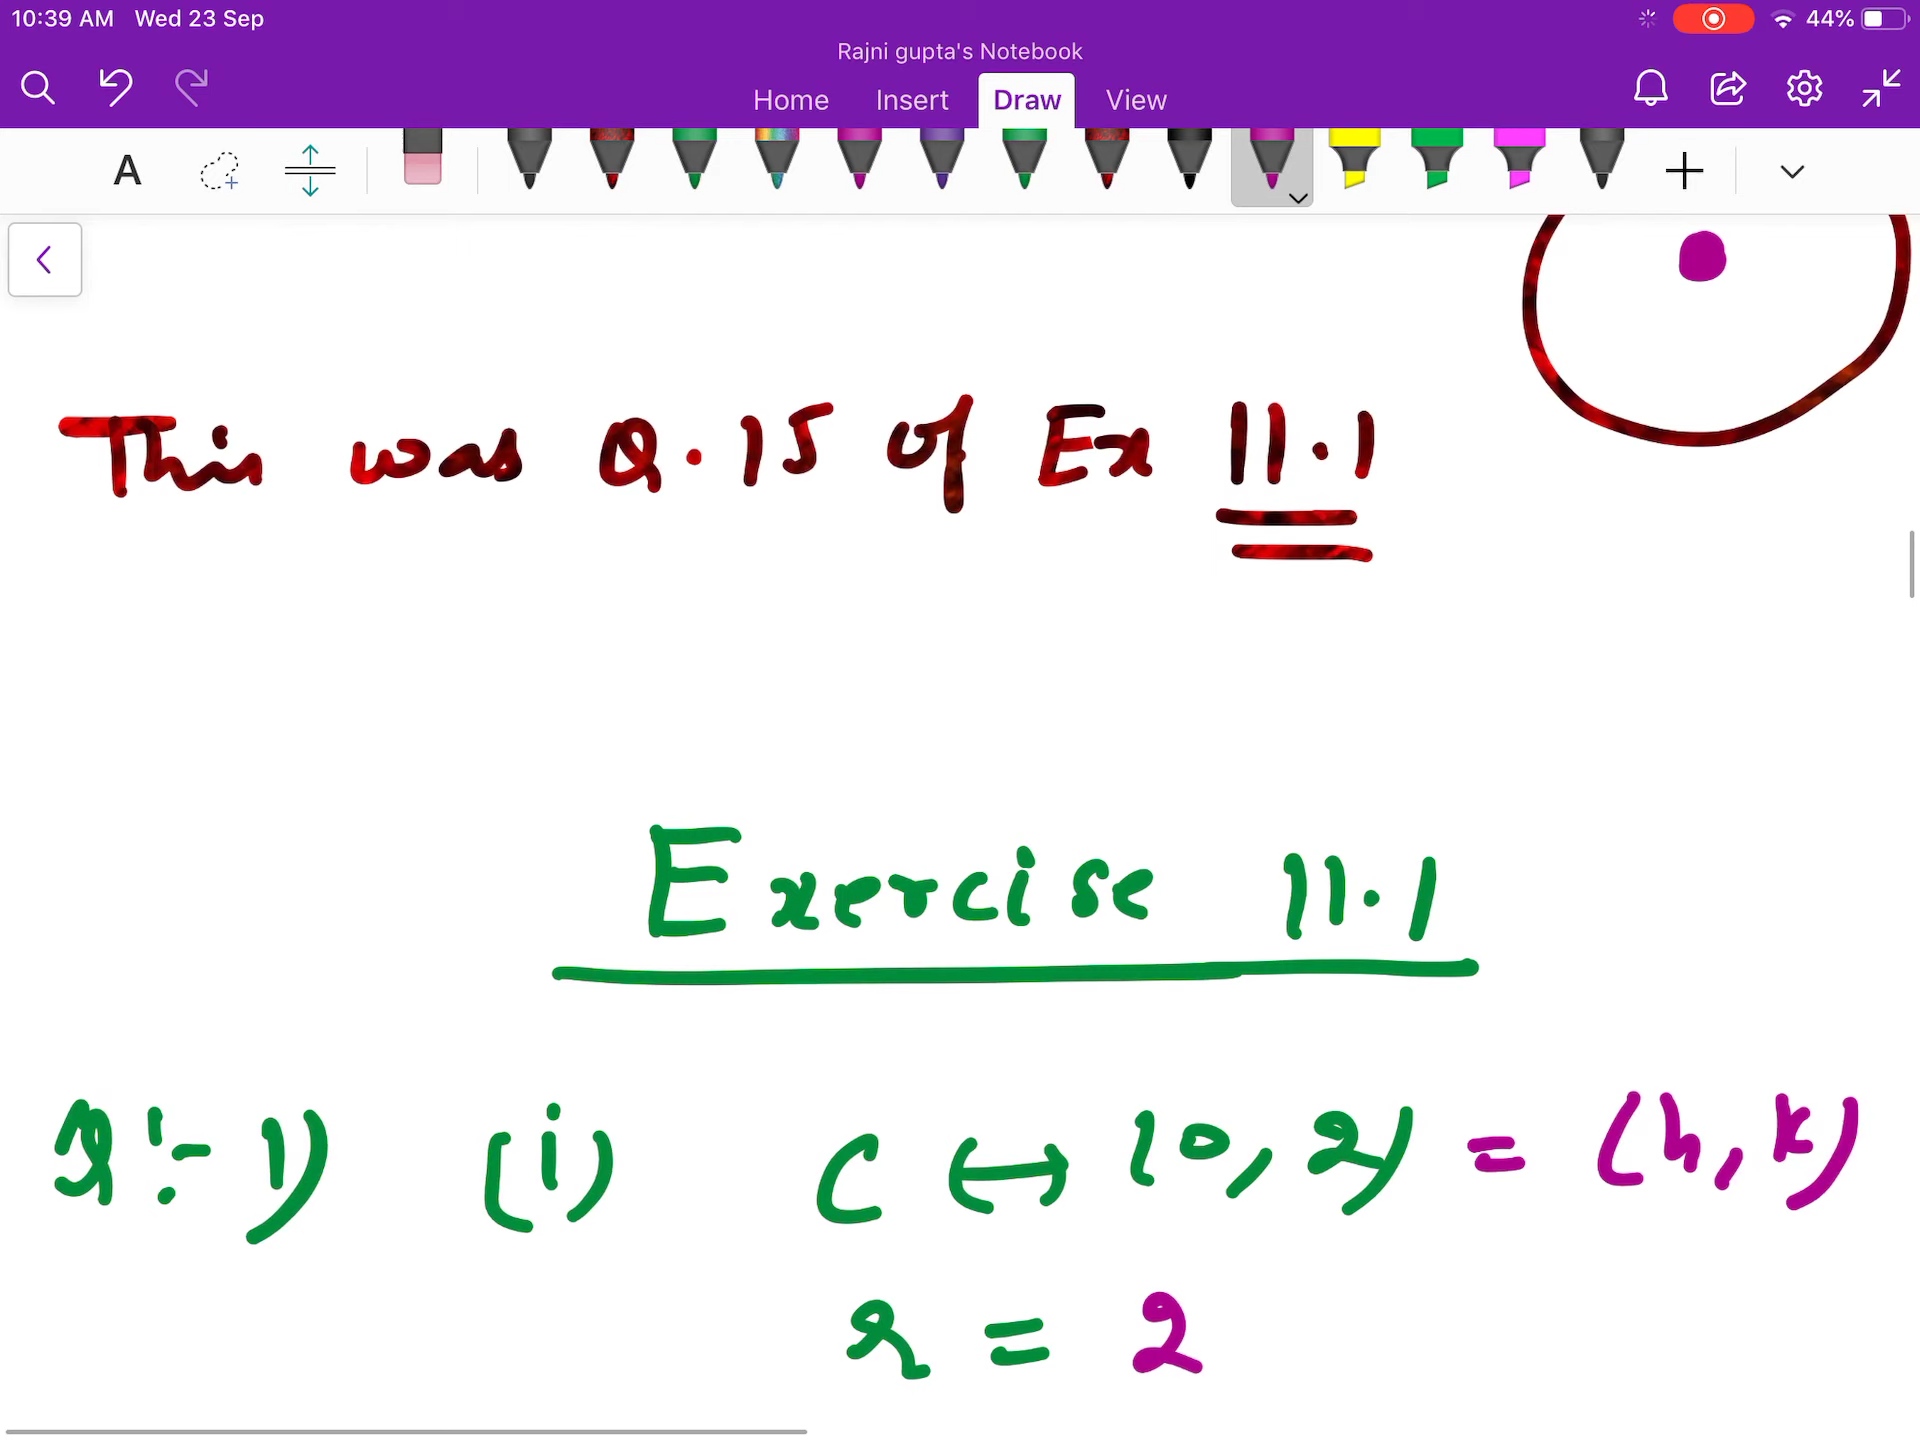 10:39 AM Wed 23 Sep
44%
Rajni gupta's Notebook
Home Insert Draw View
A
This was Q.15 of Ex 11.1
Exercise 11.1
1) (i) C ↔ (0, 2) = (h, k)
r = 2